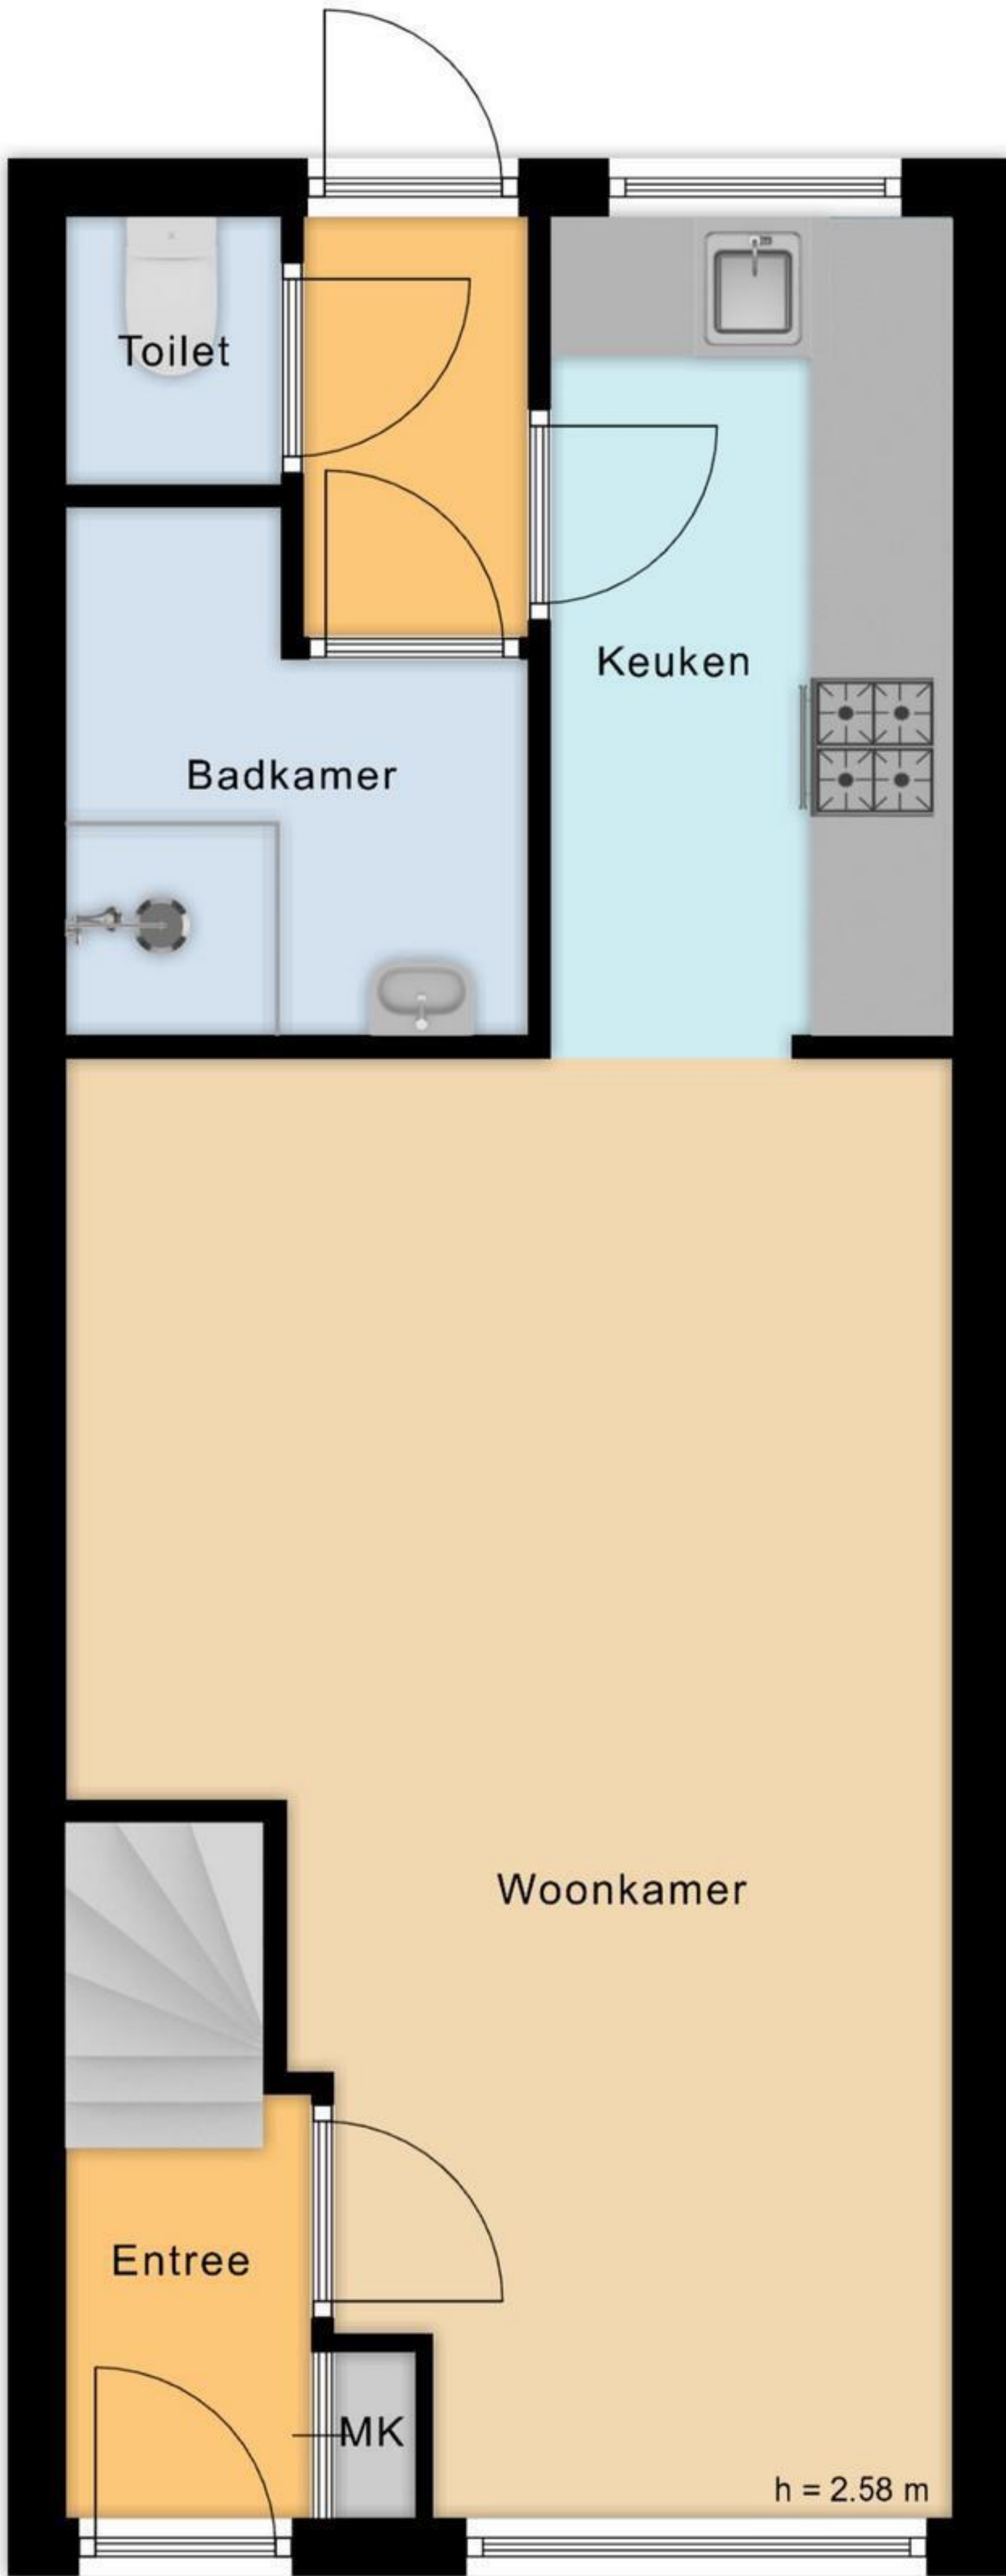 Toilet
Keuken
Badkamer
Woonkamer
Entree
MK
h = 2.58 m